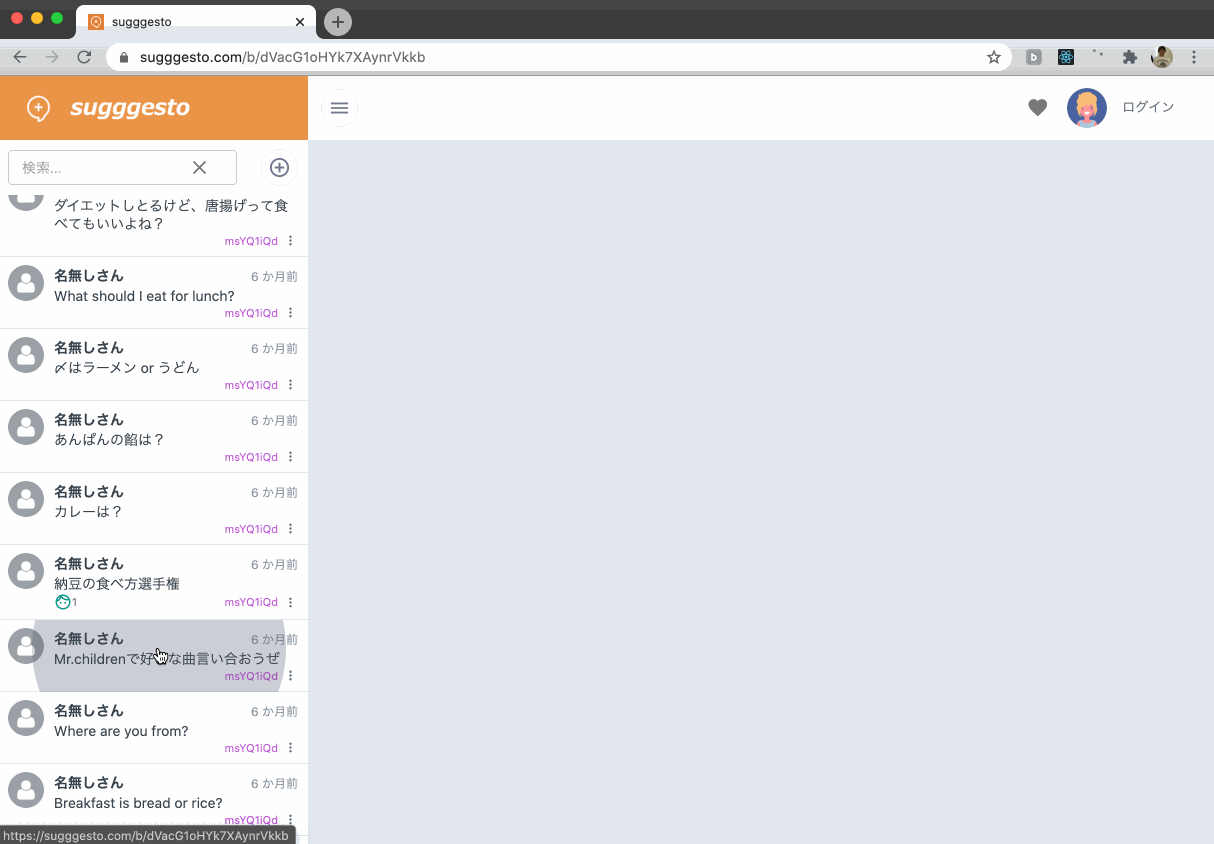 sugggesto
sugggesto.com/b/dVacG1oHYk7XAynrVkkb
b
sugggesto
ログイン
検索...
ダイエットしとるけど、唐揚げって食
べてもいいよね？
msYQ1iQd
名無しさん 6 か月前
What should I eat for lunch?
msYQ1iQd
名無しさん 6 か月前
〆はラーメン or うどん
msYQ1iQd
名無しさん 6 か月前
あんぱんの餡は？
msYQ1iQd
名無しさん 6 か月前
カレーは？
msYQ1iQd
名無しさん 6 か月前
納豆の食べ方選手権
1 msYQ1iQd
名無しさん 6 か月前
Mr.childrenで好な曲言い合おうぜ
msYQ1iQd
名無しさん 6 か月前
Where are you from?
msYQ1iQd
名無しさん 6 か月前
Breakfast is bread or rice?
msYQ1iQd
https://sugggesto.com/b/dVacG1oHYk7XAynrVkkb